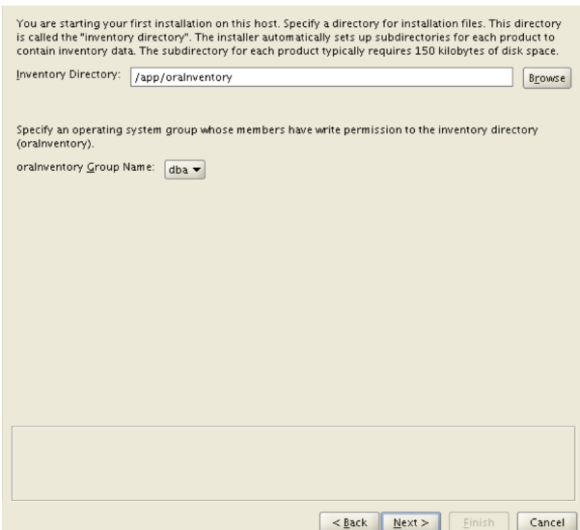 You are starting your first installation on this host. Specify a directory for installation files. This directory
is called the "inventory directory". The installer automatically sets up subdirectories for each product to
contain inventory data. The subdirectory for each product typically requires 150 kilobytes of disk space.
Inventory Directory: /app/oraInventory Browse
Specify an operating system group whose members have write permission to the inventory directory
(oraInventory).
oraInventory Group Name: dba
< Back Next > Finish Cancel